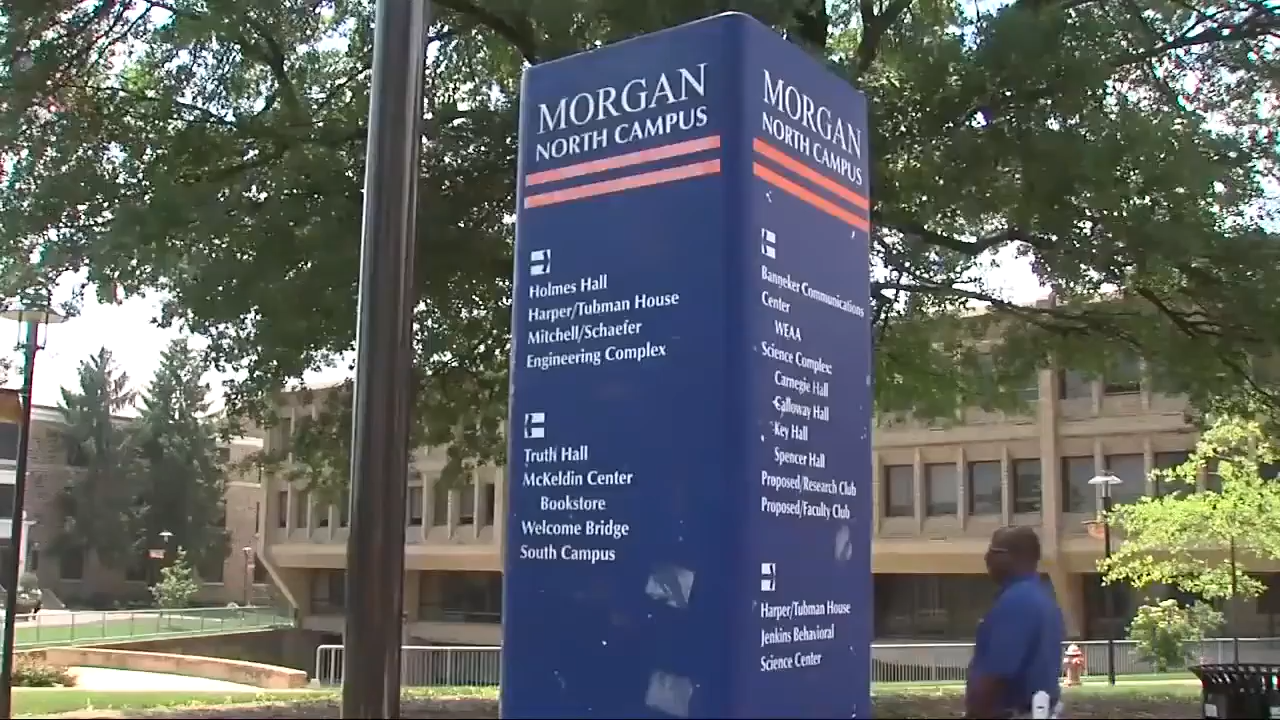 MORGAN
NORTH CAMPUS
Holmes Hall
Harper/Tubman House
Mitchell/Schaefer
Engineering Complex
Truth Hall
McKeldin Center
Bookstore
Welcome Bridge
South Campus
MORGAN
NORTH CAMPUS
Banneker Communications
Center
WEAA
Science Complex:
Carnegie Hall
Calloway Hall
Key Hall
Spencer Hall
Proposed/Research Club
Proposed/Faculty Club
Harper/Tubman House
Jenkins Behavioral
Science Center